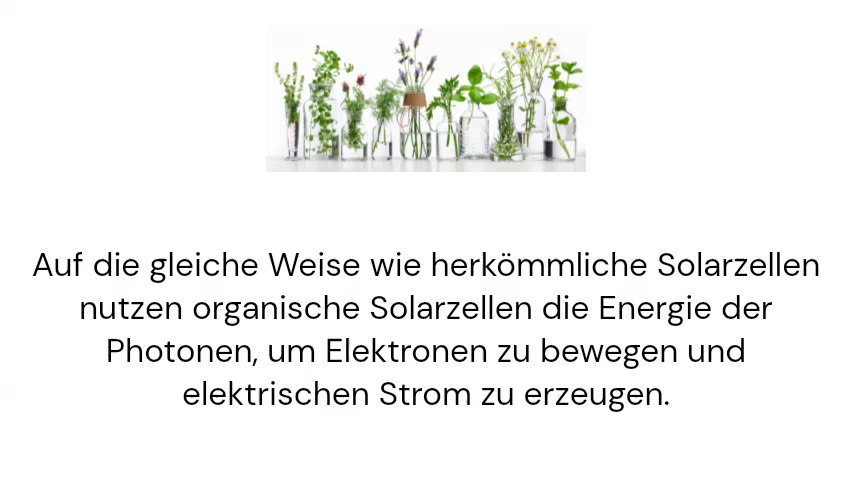 Auf die gleiche Weise wie herkömmliche Solarzellen
nutzen organische Solarzellen die Energie der
Photonen, um Elektronen zu bewegen und
elektrischen Strom zu erzeugen.